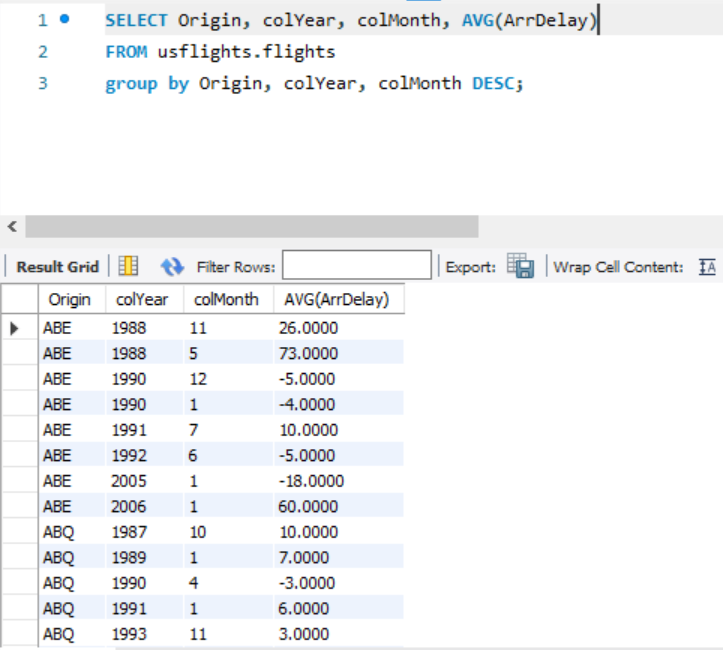 1 SELECT Origin, colYear, colMonth, AVG(ArrDelay)
2 FROM usflights.flights
3 group by Origin, colYear, colMonth DESC;
Result Grid Filter Rows: Export: Wrap Cell Content:
Origin colYear colMonth AVG(ArrDelay)
ABE 1988 11 26.0000
ABE 1988 5 73.0000
ABE 1990 12 -5.0000
ABE 1990 1 -4.0000
ABE 1991 7 10.0000
ABE 1992 6 -5.0000
ABE 2005 1 -18.0000
ABE 2006 1 60.0000
ABQ 1987 10 10.0000
ABQ 1989 1 7.0000
ABQ 1990 4 -3.0000
ABQ 1991 1 6.0000
ABQ 1993 11 3.0000